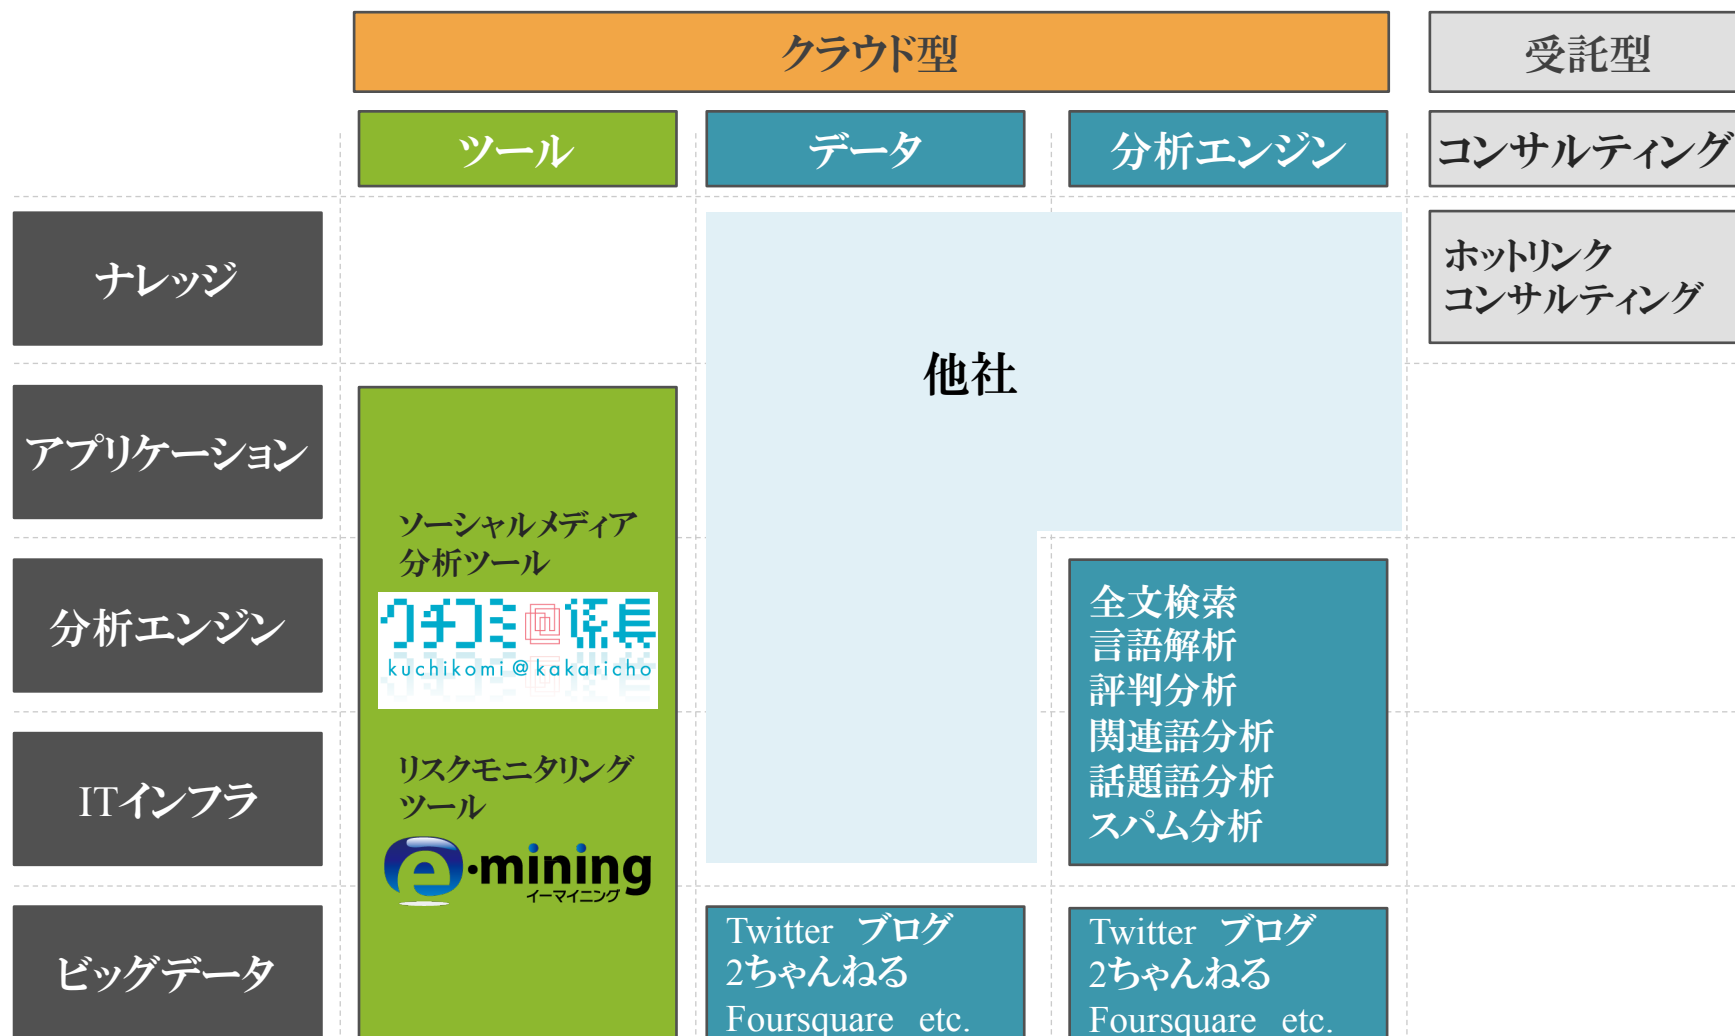 クラウド型
受託型
ツール
データ
分析エンジン
コンサルティング
ナレッジ
他社
ホットリンク
コンサルティング
アプリケーション
ソーシャルメディア
分析ツール
クチコミ@係長
kuchikomi@kakaricho
分析エンジン
全文検索
言語解析
評判分析
関連語分析
話題語分析
スパム分析
ITインフラ
リスクモニタリング
ツール
e・mining
イーマイニング
ビッグデータ
Twitter ブログ
2ちゃんねる
Foursquare etc.
Twitter ブログ
2ちゃんねる
Foursquare etc.